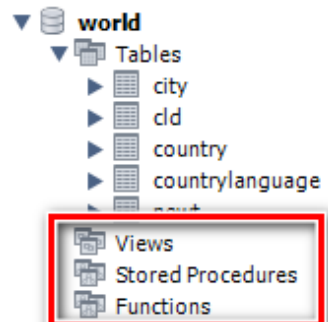 world
Tables
city
cld
country
countrylanguage
Views
Stored Procedures
Functions